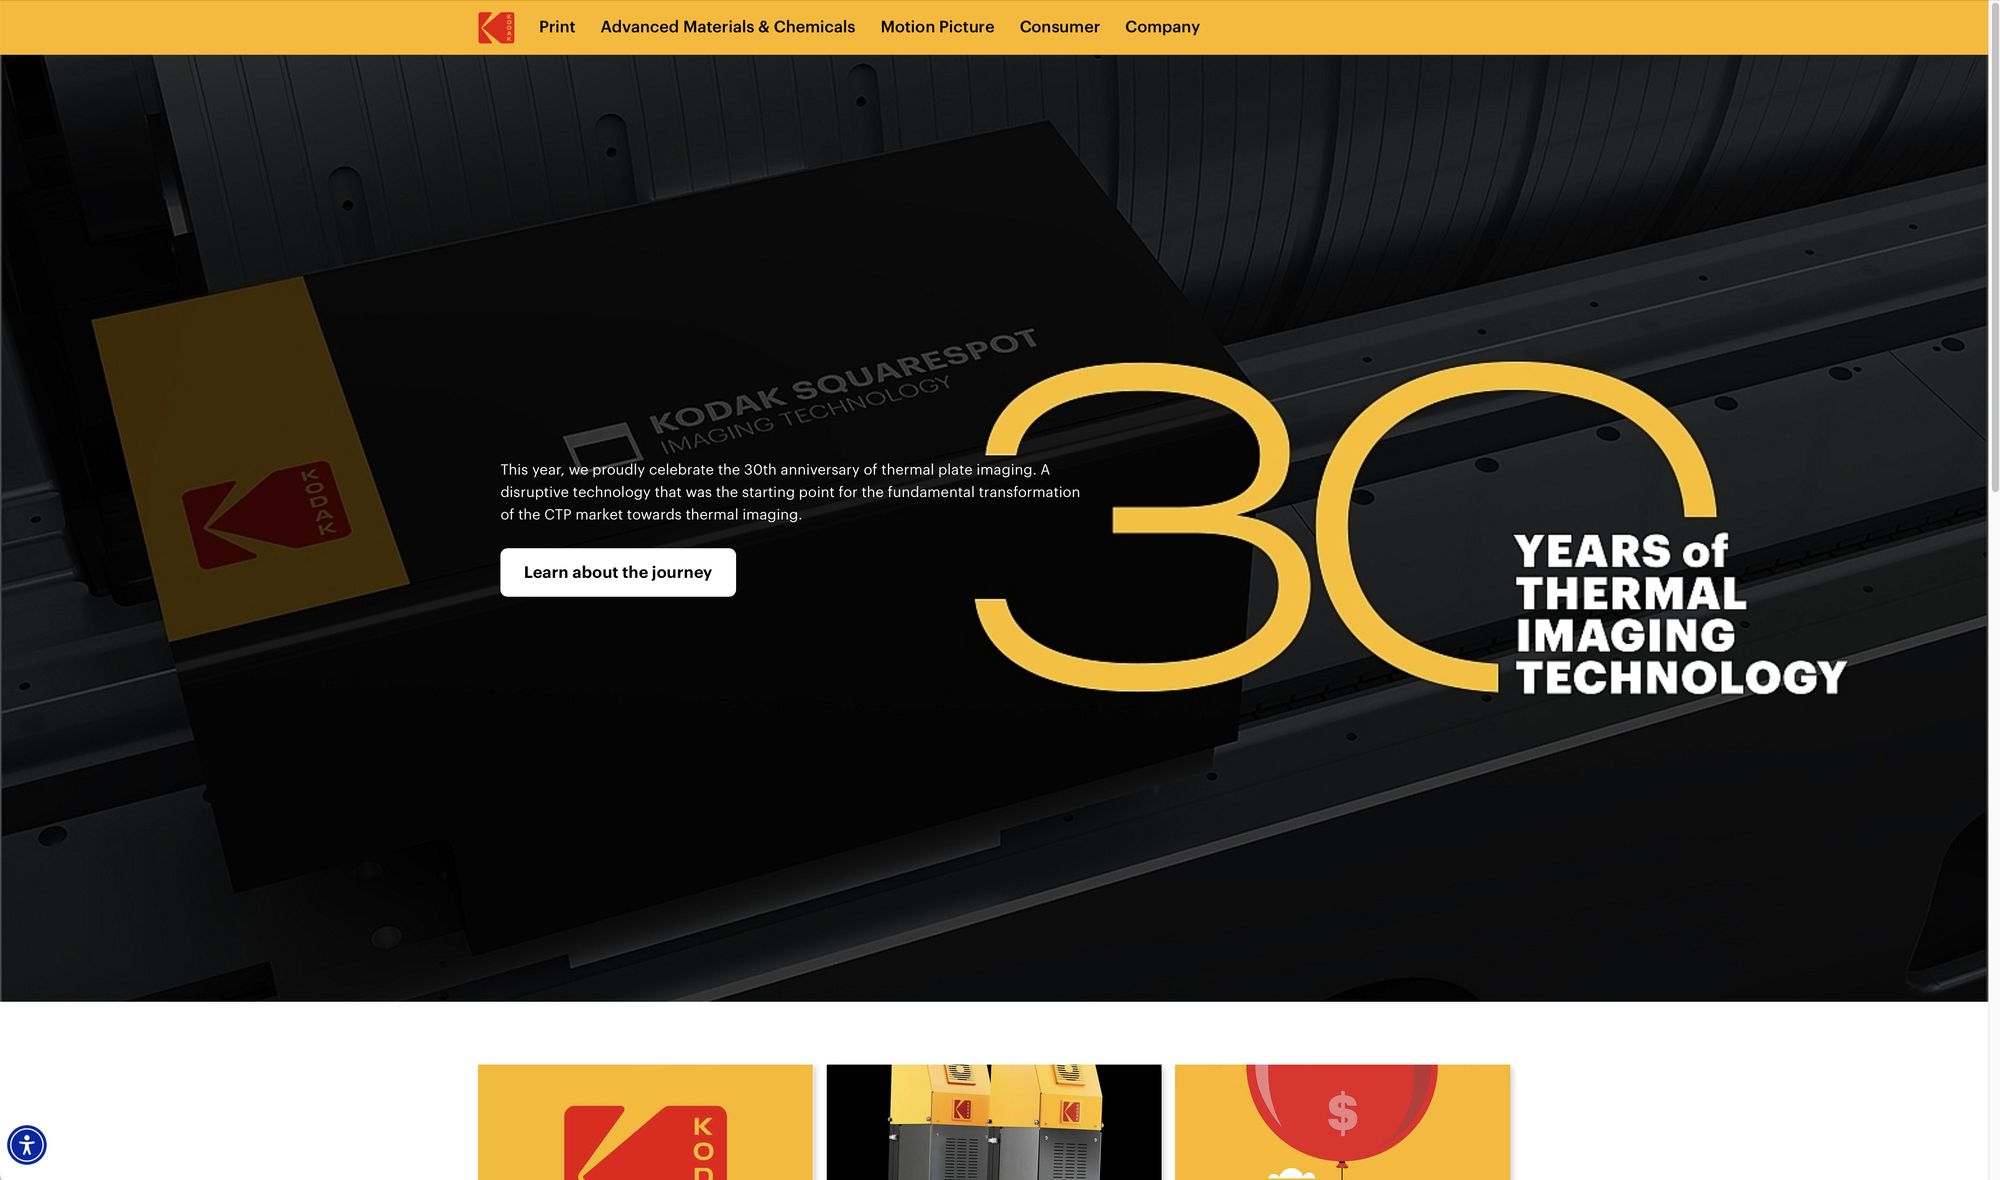 KODAK
Print
Advanced Materials & Chemicals
Motion Picture
Consumer
Company
KODAK SQUARESPOT
IMAGING TECHNOLOGY
KODAK
This year, we proudly celebrate the 30th anniversary of thermal plate imaging. A
disruptive technology that was the starting point for the fundamental transformation
of the CTP market towards thermal imaging.
Learn about the journey
30
YEARS of
THERMAL
IMAGING
TECHNOLOGY
KOD
$